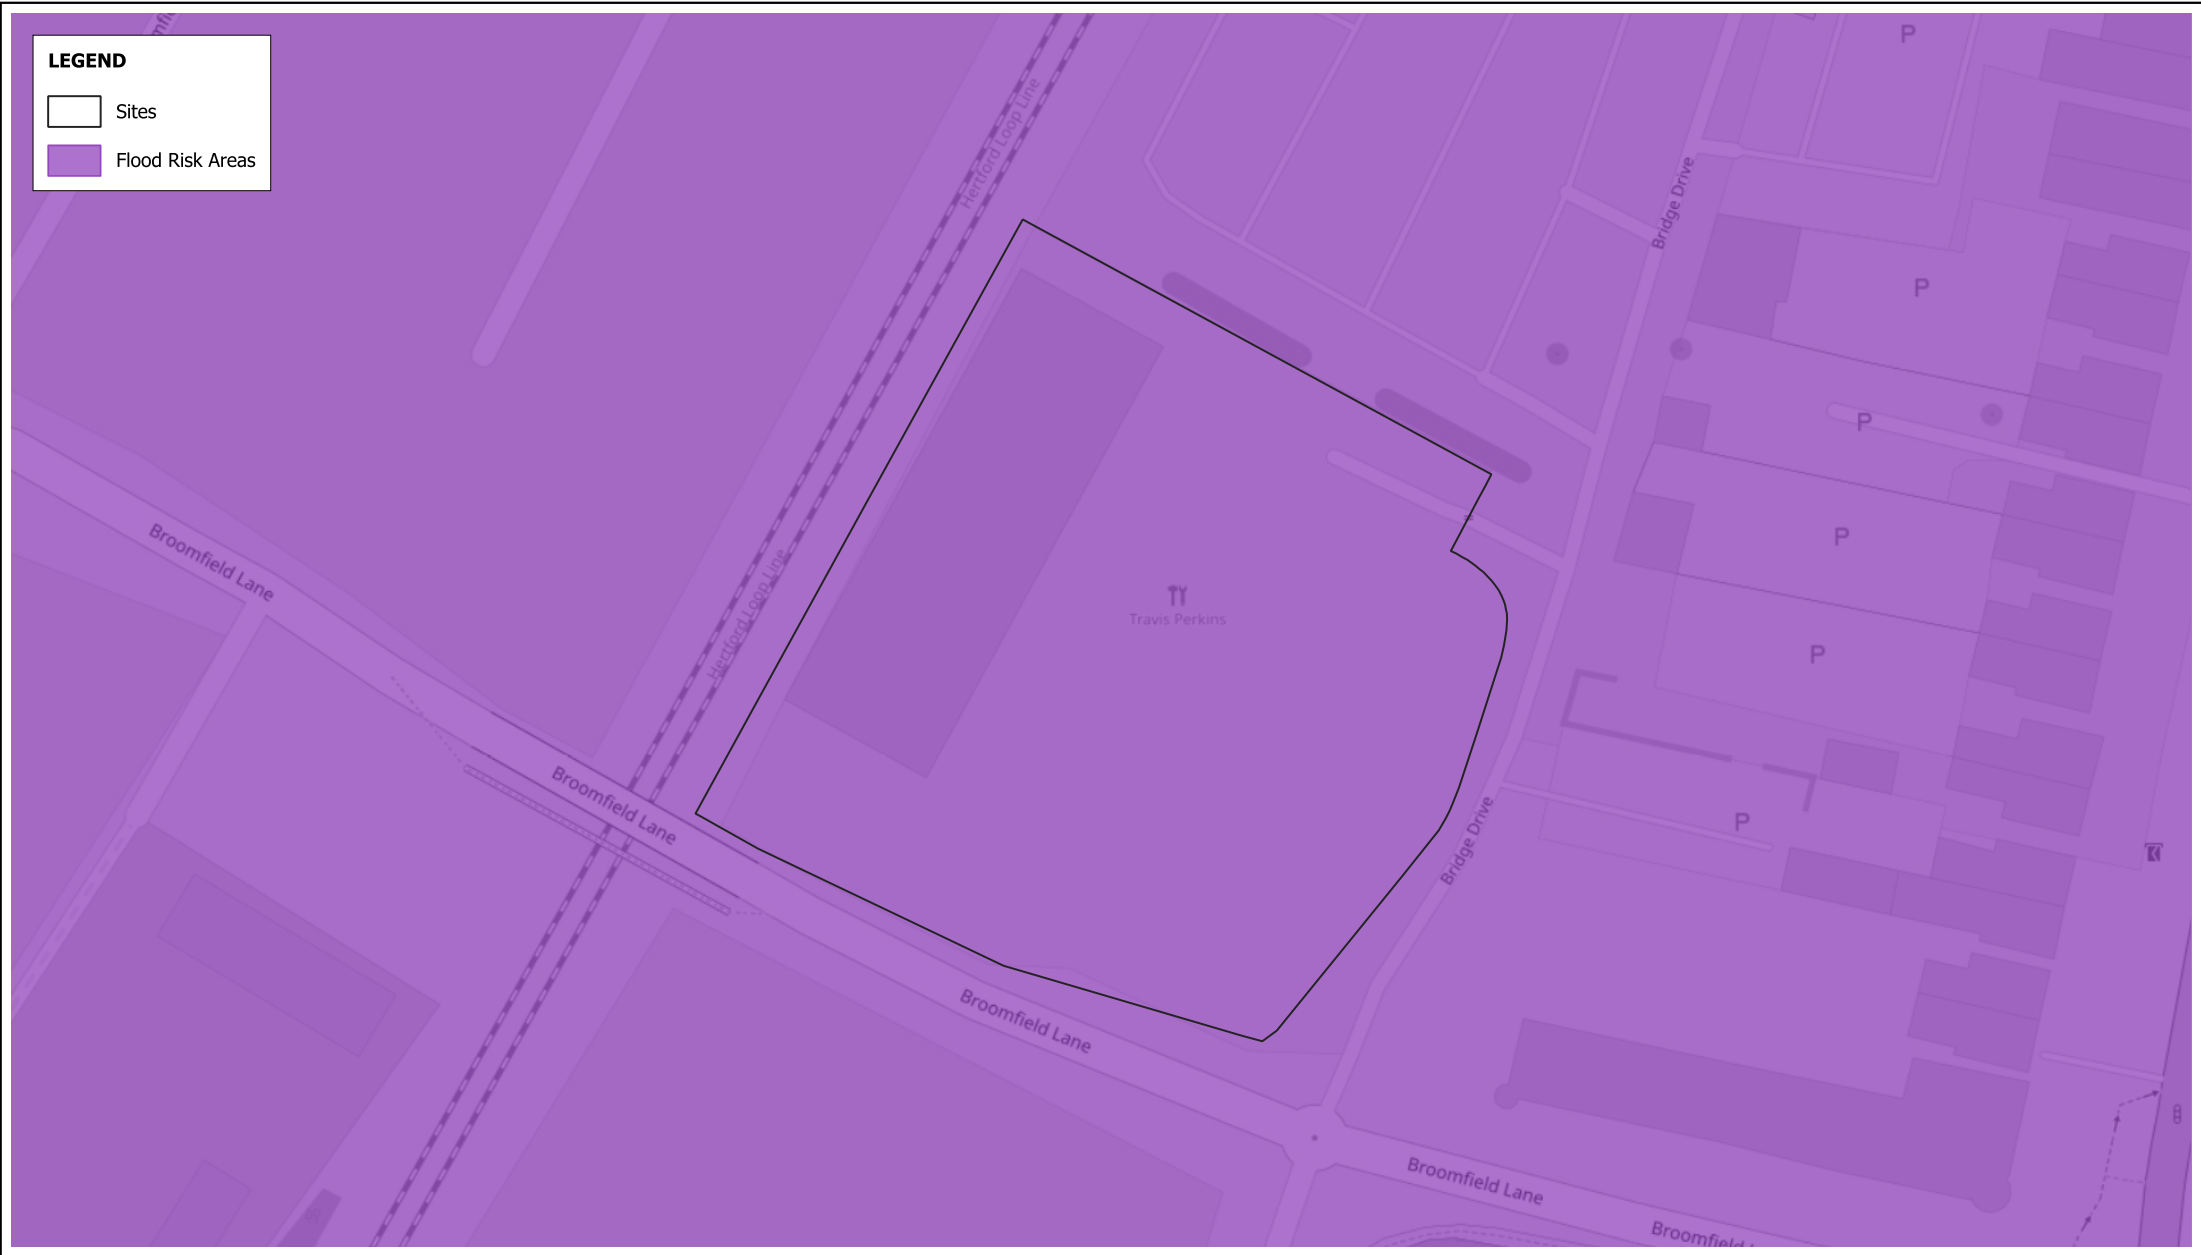 LEGEND
Sites
Flood Risk Areas
P
Hertford Loop Line
Bridge Drive
P
P
Broomfield Lane
P
Hertford Loop Line
Travis Perkins
P
Broomfield Lane
P
Bridge Drive
Broomfield Lane
Broomfield Lane
Broomfield